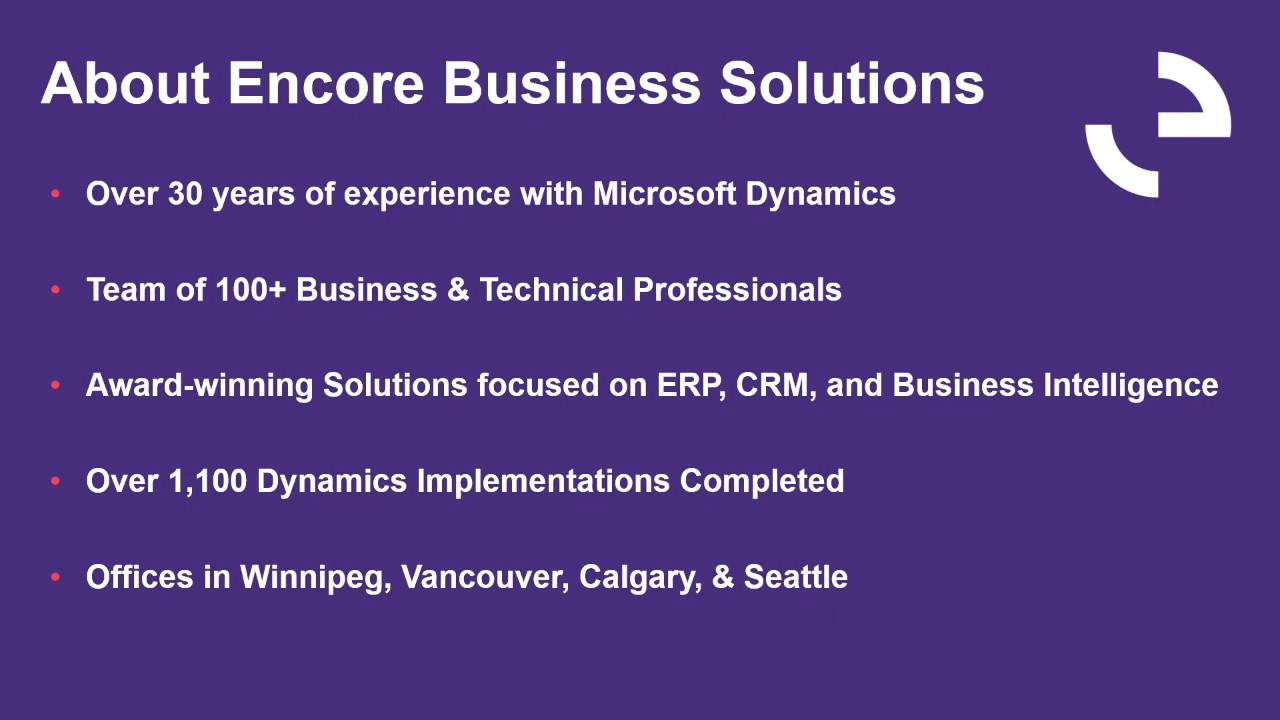 About Encore Business Solutions
• Over 30 years of experience with Microsoft Dynamics
• Team of 100+ Business & Technical Professionals
• Award-winning Solutions focused on ERP, CRM, and Business Intelligence
• Over 1,100 Dynamics Implementations Completed
• Offices in Winnipeg, Vancouver, Calgary, & Seattle